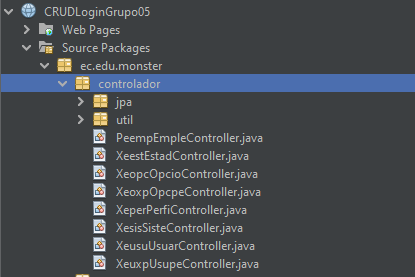 CRUDLoginGrupo05
Web Pages
Source Packages
ec.edu.monster
controlador
jpa
util
PeempEmpleController.java
XeestEstadController.java
XeopcOpcioController.java
XeoxpOpcpeController.java
XeperPerfiController.java
XesisSisteController.java
XeusuUsuarController.java
XeuxpUsupeController.java